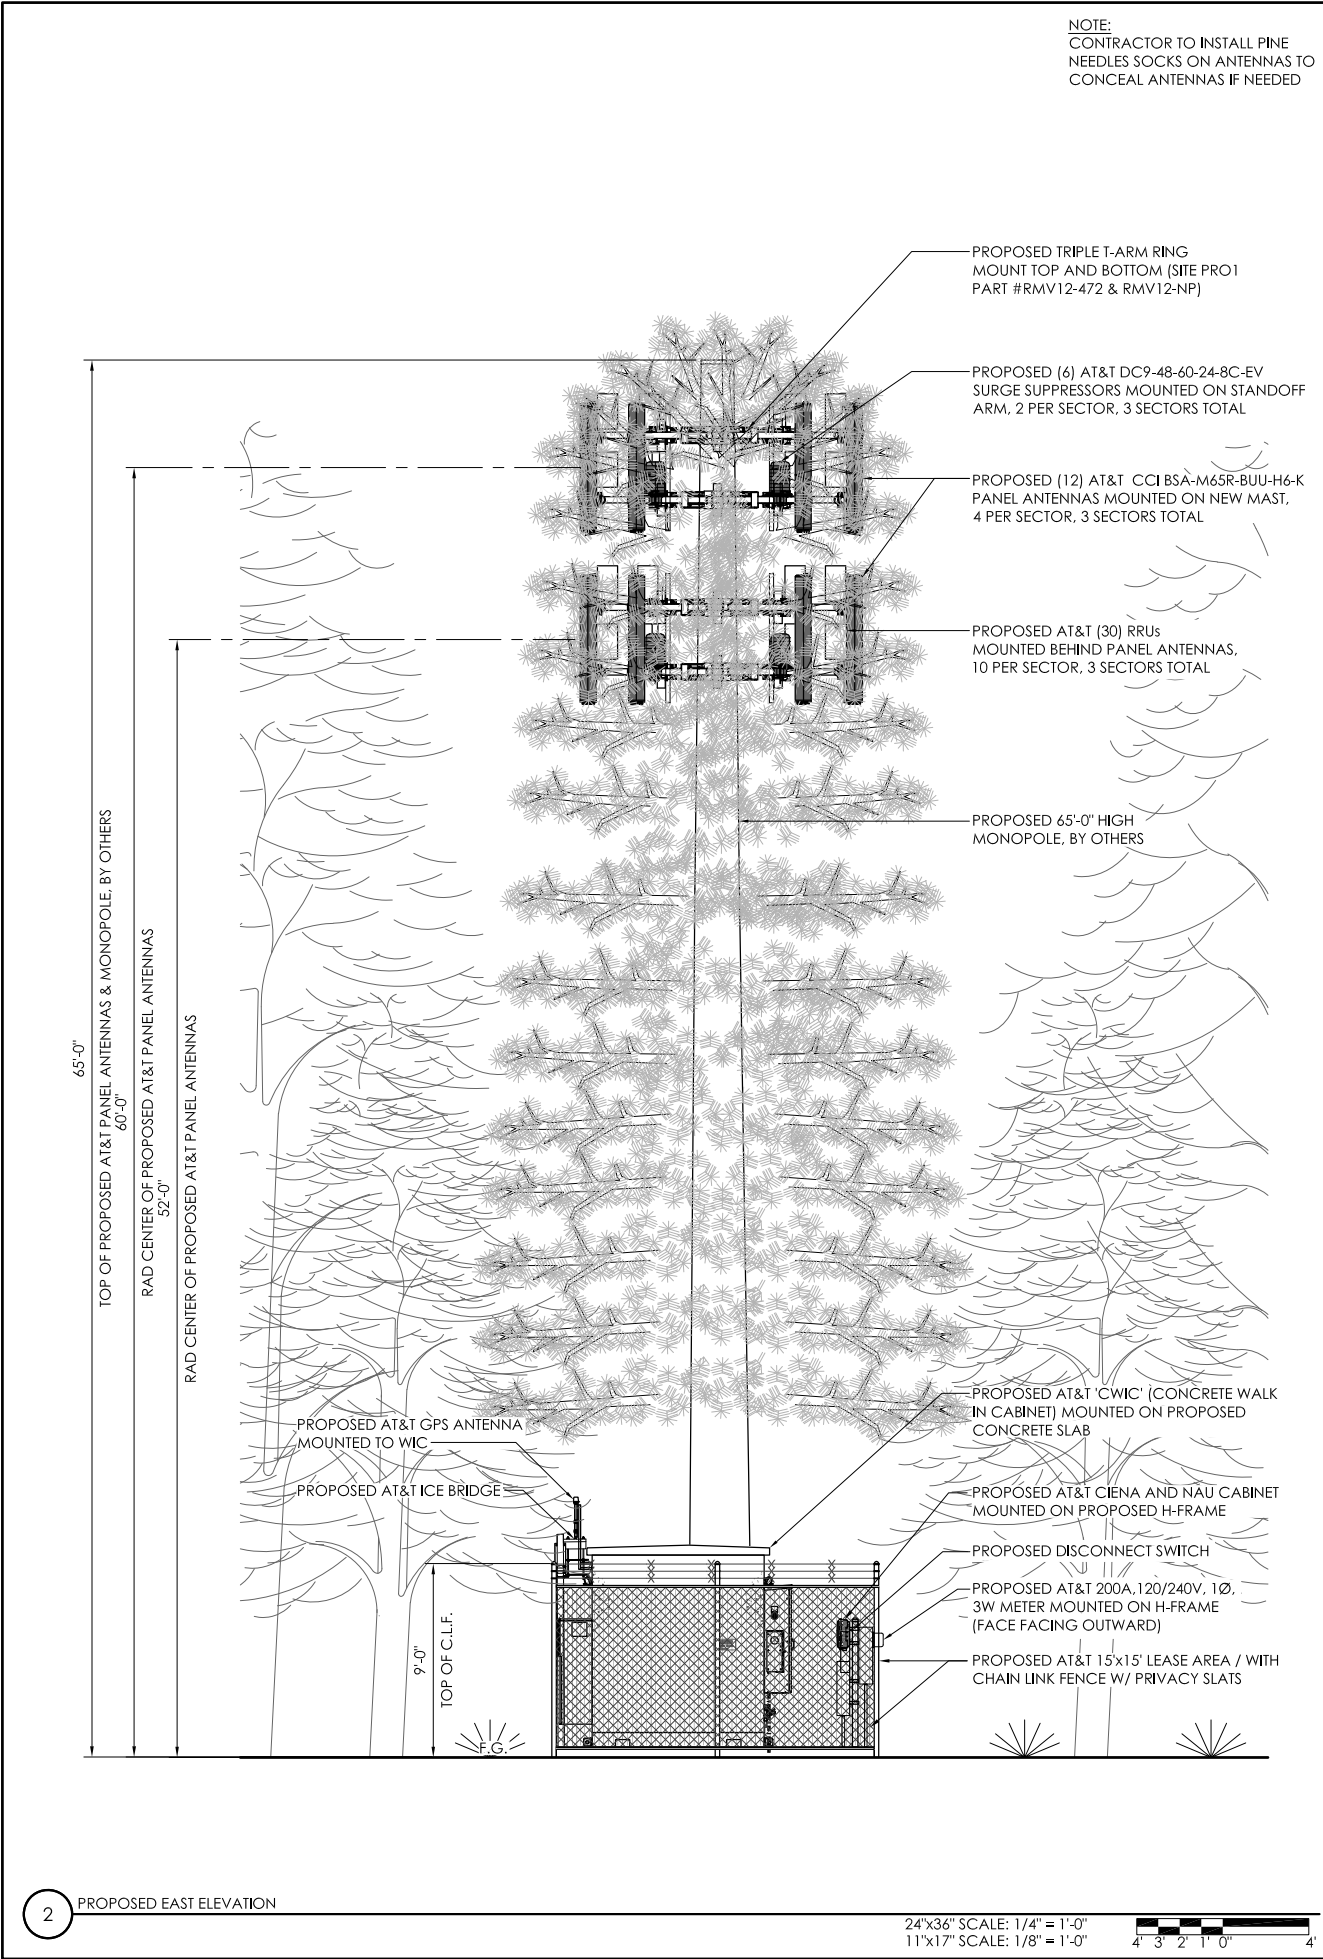 NOTE:
CONTRACTOR TO INSTALL PINE
NEEDLES SOCKS ON ANTENNAS TO
CONCEAL ANTENNAS IF NEEDED
PROPOSED TRIPLE T-ARM RING
MOUNT TOP AND BOTTOM (SITE PRO1
PART #RMV12-472 & RMV12-NP)
PROPOSED (6) AT&T DC9-48-60-24-8C-EV
SURGE SUPPRESSORS MOUNTED ON STANDOFF
ARM, 2 PER SECTOR, 3 SECTORS TOTAL
PROPOSED (12) AT&T CCI BSA-M65R-BUU-H6-K
PANEL ANTENNAS MOUNTED ON NEW MAST,
4 PER SECTOR, 3 SECTORS TOTAL
PROPOSED AT&T (30) RRUs
MOUNTED BEHIND PANEL ANTENNAS,
10 PER SECTOR, 3 SECTORS TOTAL
PROPOSED 65'-0" HIGH
MONOPOLE, BY OTHERS
65'-0"
TOP OF PROPOSED AT&T PANEL ANTENNAS & MONOPOLE, BY OTHERS
60'-0"
RAD CENTER OF PROPOSED AT&T PANEL ANTENNAS
52'-0"
RAD CENTER OF PROPOSED AT&T PANEL ANTENNAS
PROPOSED AT&T 'CWIC' (CONCRETE WALK
IN CABINET) MOUNTED ON PROPOSED
CONCRETE SLAB
PROPOSED AT&T GPS ANTENNA
MOUNTED TO WIC
PROPOSED AT&T ICE BRIDGE
PROPOSED AT&T CIENA AND NAU CABINET
MOUNTED ON PROPOSED H-FRAME
PROPOSED DISCONNECT SWITCH
PROPOSED AT&T 200A,120/240V, 1Ø,
3W METER MOUNTED ON H-FRAME
(FACE FACING OUTWARD)
PROPOSED AT&T 15'x15' LEASE AREA / WITH
CHAIN LINK FENCE W/ PRIVACY SLATS
9'-0"
TOP OF C.L.F.
F.G.
2
PROPOSED EAST ELEVATION
24"x36" SCALE: 1/4" = 1'-0"
11"x17" SCALE: 1/8" = 1'-0"
4' 3' 2' 1' 0" 4'